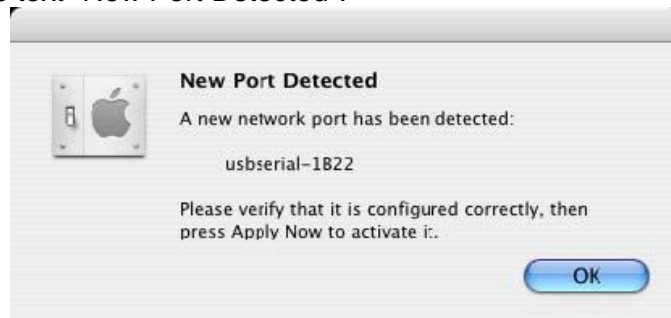 New Port Detected
A new network port has been detected:
usbserial-1B22
Please verify that it is configured correctly, then
press Apply Now to activate it.
OK